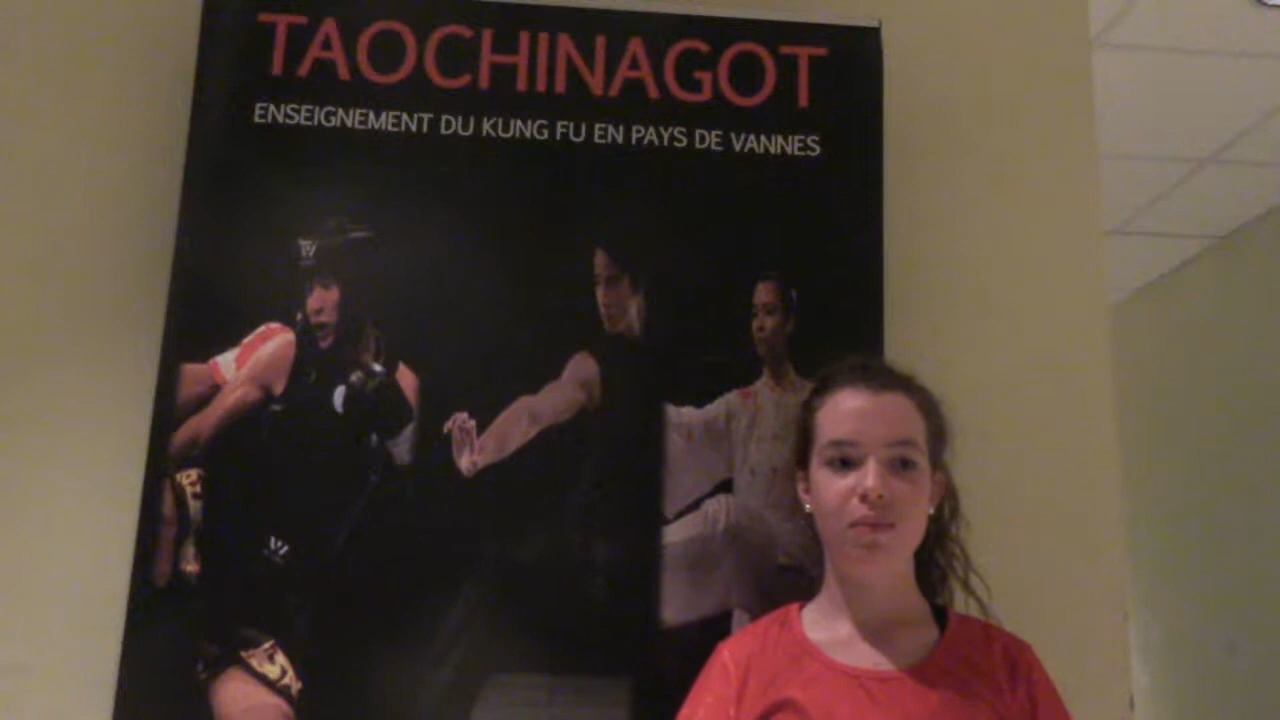 TAOCHINAGOT
ENSEIGNEMENT DU KUNG FU EN PAYS DE VANNES